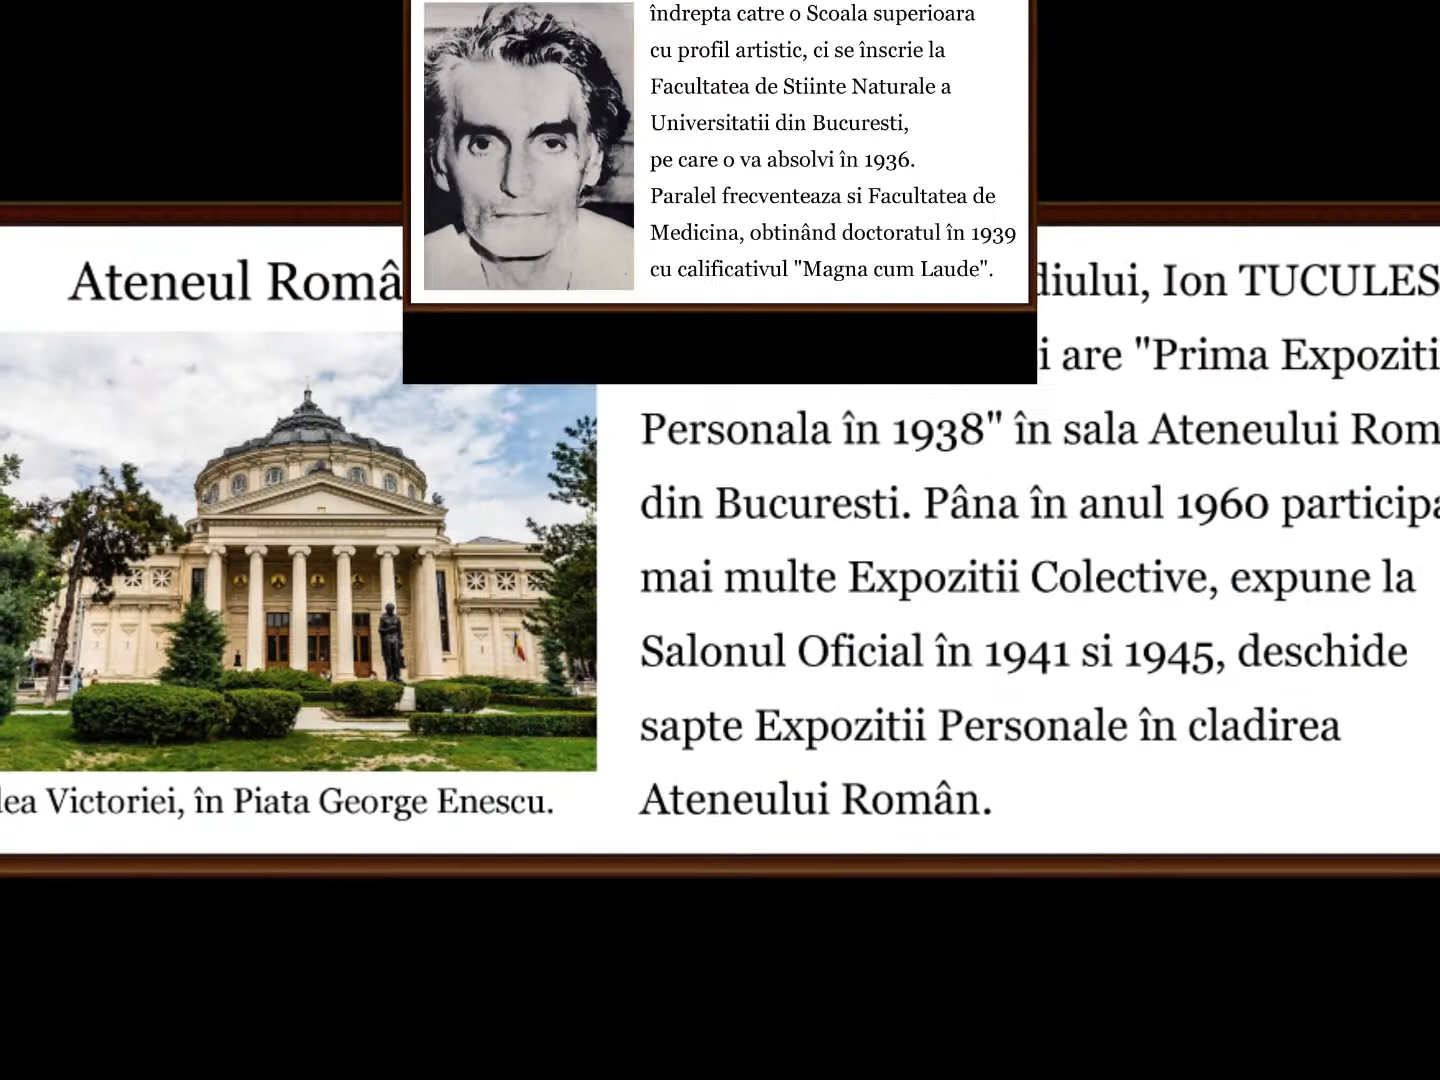 îndrepta catre o Scoala superioara
cu profil artistic, ci se înscrie la
Facultatea de Stiinte Naturale a
Universitatii din Bucuresti,
pe care o va absolvi în 1936.
Paralel frecventeaza si Facultatea de
Medicina, obtinând doctoratul în 1939
cu calificativul "Magna cum Laude".
Ateneul Româ
Victoriei, în Piata George Enescu.
diului, Ion TUCULES
i are "Prima Expoziti
Personala în 1938" în sala Ateneului Rom
din Bucuresti. Pâna în anul 1960 participa
mai multe Expozitii Colective, expune la
Salonul Oficial în 1941 si 1945, deschide
sapte Expozitii Personale în cladirea
Ateneului Român.